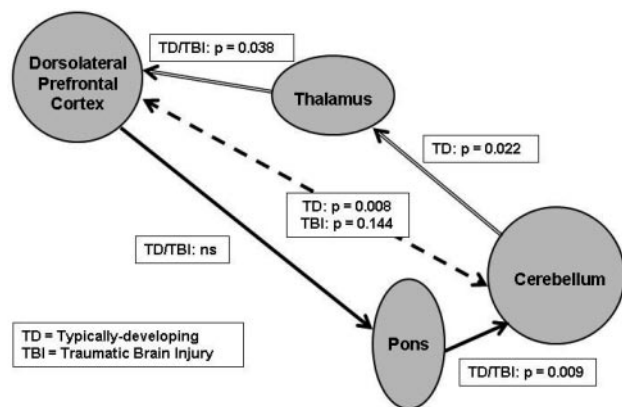 TD/TBI: p = 0.038
Dorsolateral
Prefrontal
Cortex
Thalamus
TD: p = 0.022
TD: p = 0.008
TBI: p = 0.144
TD/TBI: ns
Cerebellum
TD = Typically-developing
TBI = Traumatic Brain Injury
Pons
TD/TBI: p = 0.009